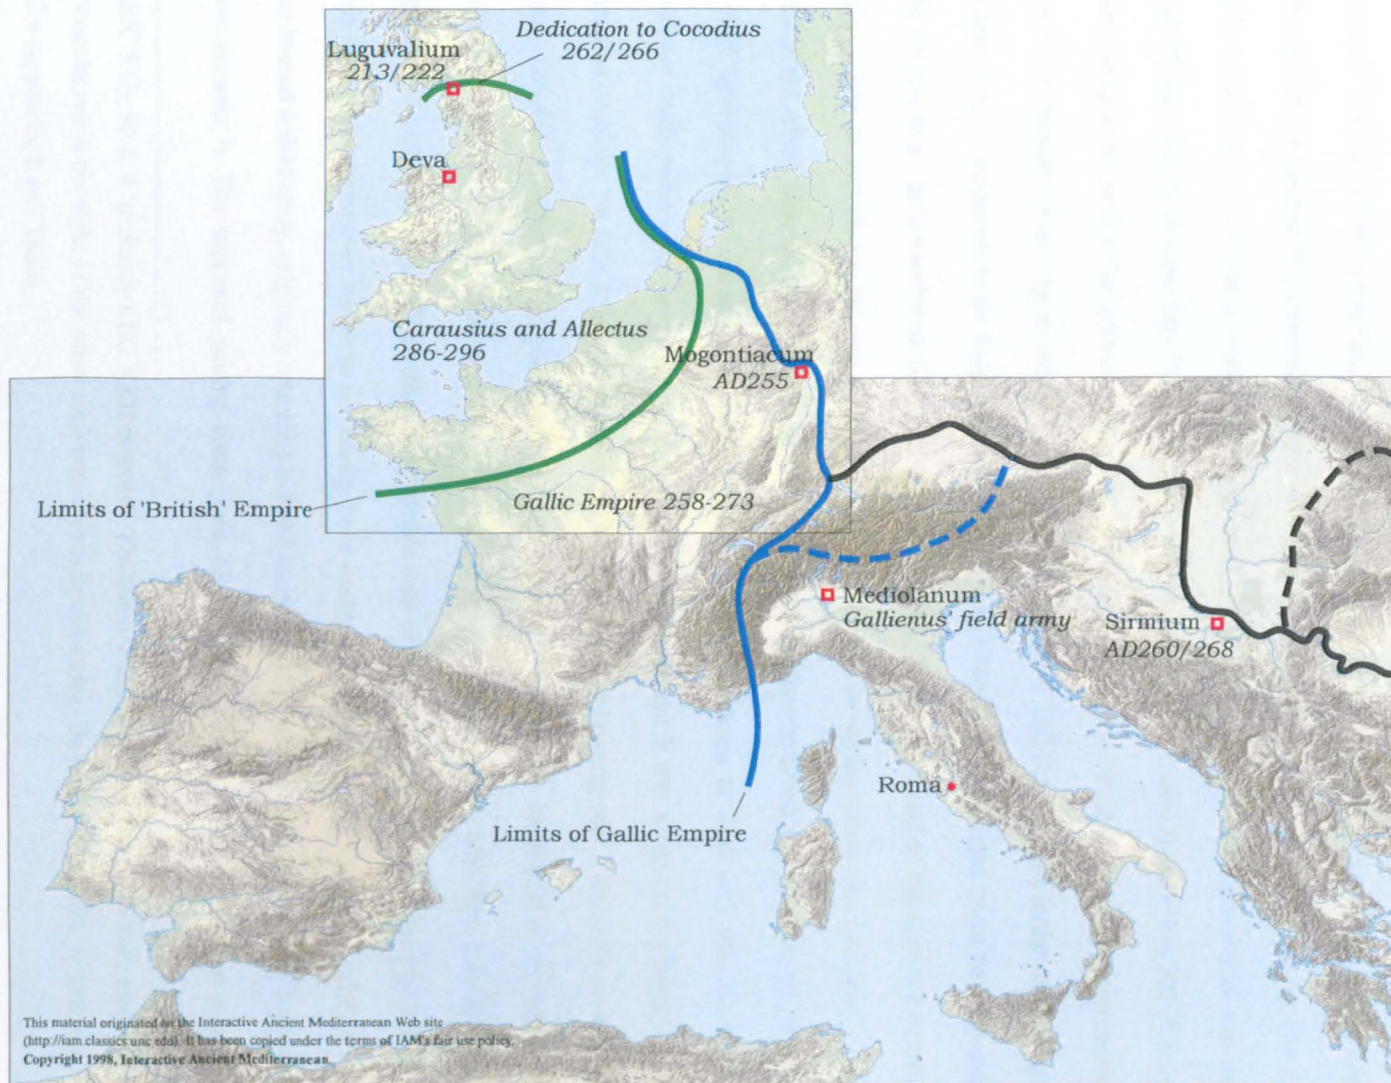 Dedication to Cocodius
262/266
Luguvalium
213/222
Deva
Carausius and Allectus
286-296
Mogontiacum
AD255
Limits of 'British' Empire
Gallic Empire 258-273
Mediolanum
Gallienus' field army
Sirmium
AD260/268
Roma
Limits of Gallic Empire
This material originated on the Interactive Ancient Mediterranean Web site
(http://iam.classics.unc.edu). It has been copied under the terms of IAM's fair use policy.
Copyright 1998, Interactive Ancient Mediterranean.